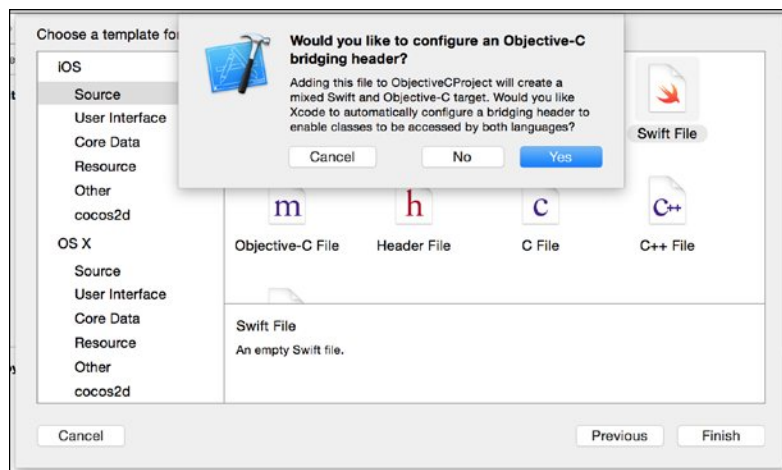 Choose a template fo
Would you like to configure an Objective-C
bridging header?
Adding this file to ObjectiveCProject will create a
mixed Swift and Objective-C target. Would you like
Xcode to automatically configure a bridging header to
enable classes to be accessed by both languages?
Cancel No Yes
iOS
Source
User Interface
Core Data
Resource
Other
cocos2d
OS X
Source
User Interface
Core Data
Resource
Other
cocos2d
Swift File
m h C C++
Objective-C File Header File C File C++ File
Swift File
An empty Swift file.
Cancel Previous Finish